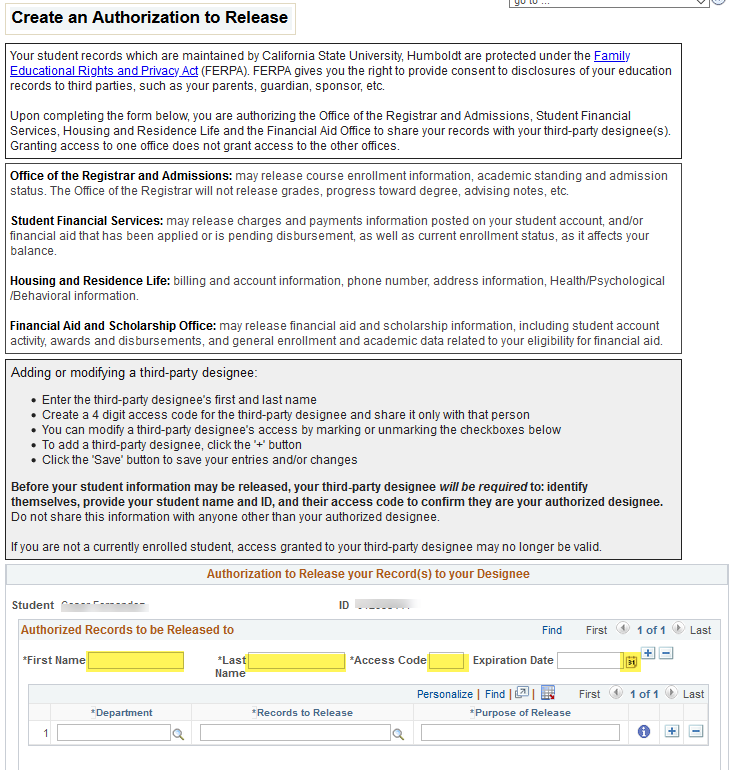 go to ...
Create an Authorization to Release
Your student records which are maintained by California State University, Humboldt are protected under the Family
Educational Rights and Privacy Act (FERPA). FERPA gives you the right to provide consent to disclosures of your education
records to third parties, such as your parents, guardian, sponsor, etc.
Upon completing the form below, you are authorizing the Office of the Registrar and Admissions, Student Financial
Services, Housing and Residence Life and the Financial Aid Office to share your records with your third-party designee(s).
Granting access to one office does not grant access to the other offices.
Office of the Registrar and Admissions: may release course enrollment information, academic standing and admission
status. The Office of the Registrar will not release grades, progress toward degree, advising notes, etc.
Student Financial Services: may release charges and payments information posted on your student account, and/or
financial aid that has been applied or is pending disbursement, as well as current enrollment status, as it affects your
balance.
Housing and Residence Life: billing and account information, phone number, address information, Health/Psychological
/Behavioral information.
Financial Aid and Scholarship Office: may release financial aid and scholarship information, including student account
activity, awards and disbursements, and general enrollment and academic data related to your eligibility for financial aid.
Adding or modifying a third-party designee:
• Enter the third-party designee's first and last name
• Create a 4 digit access code for the third-party designee and share it only with that person
• You can modify a third-party designee's access by marking or unmarking the checkboxes below
• To add a third-party designee, click the '+' button
• Click the 'Save' button to save your entries and/or changes
Before your student information may be released, your third-party designee will be required to: identify
themselves, provide your student name and ID, and their access code to confirm they are your authorized designee.
Do not share this information with anyone other than your authorized designee.
If you are not a currently enrolled student, access granted to your third-party designee may no longer be valid.
Authorization to Release your Record(s) to your Designee
Student ID
Authorized Records to be Released to Find First 1 of 1 Last
*First Name *Last Name *Access Code Expiration Date 31
Personalize | Find | | First 1 of 1 Last
*Department *Records to Release *Purpose of Release
1